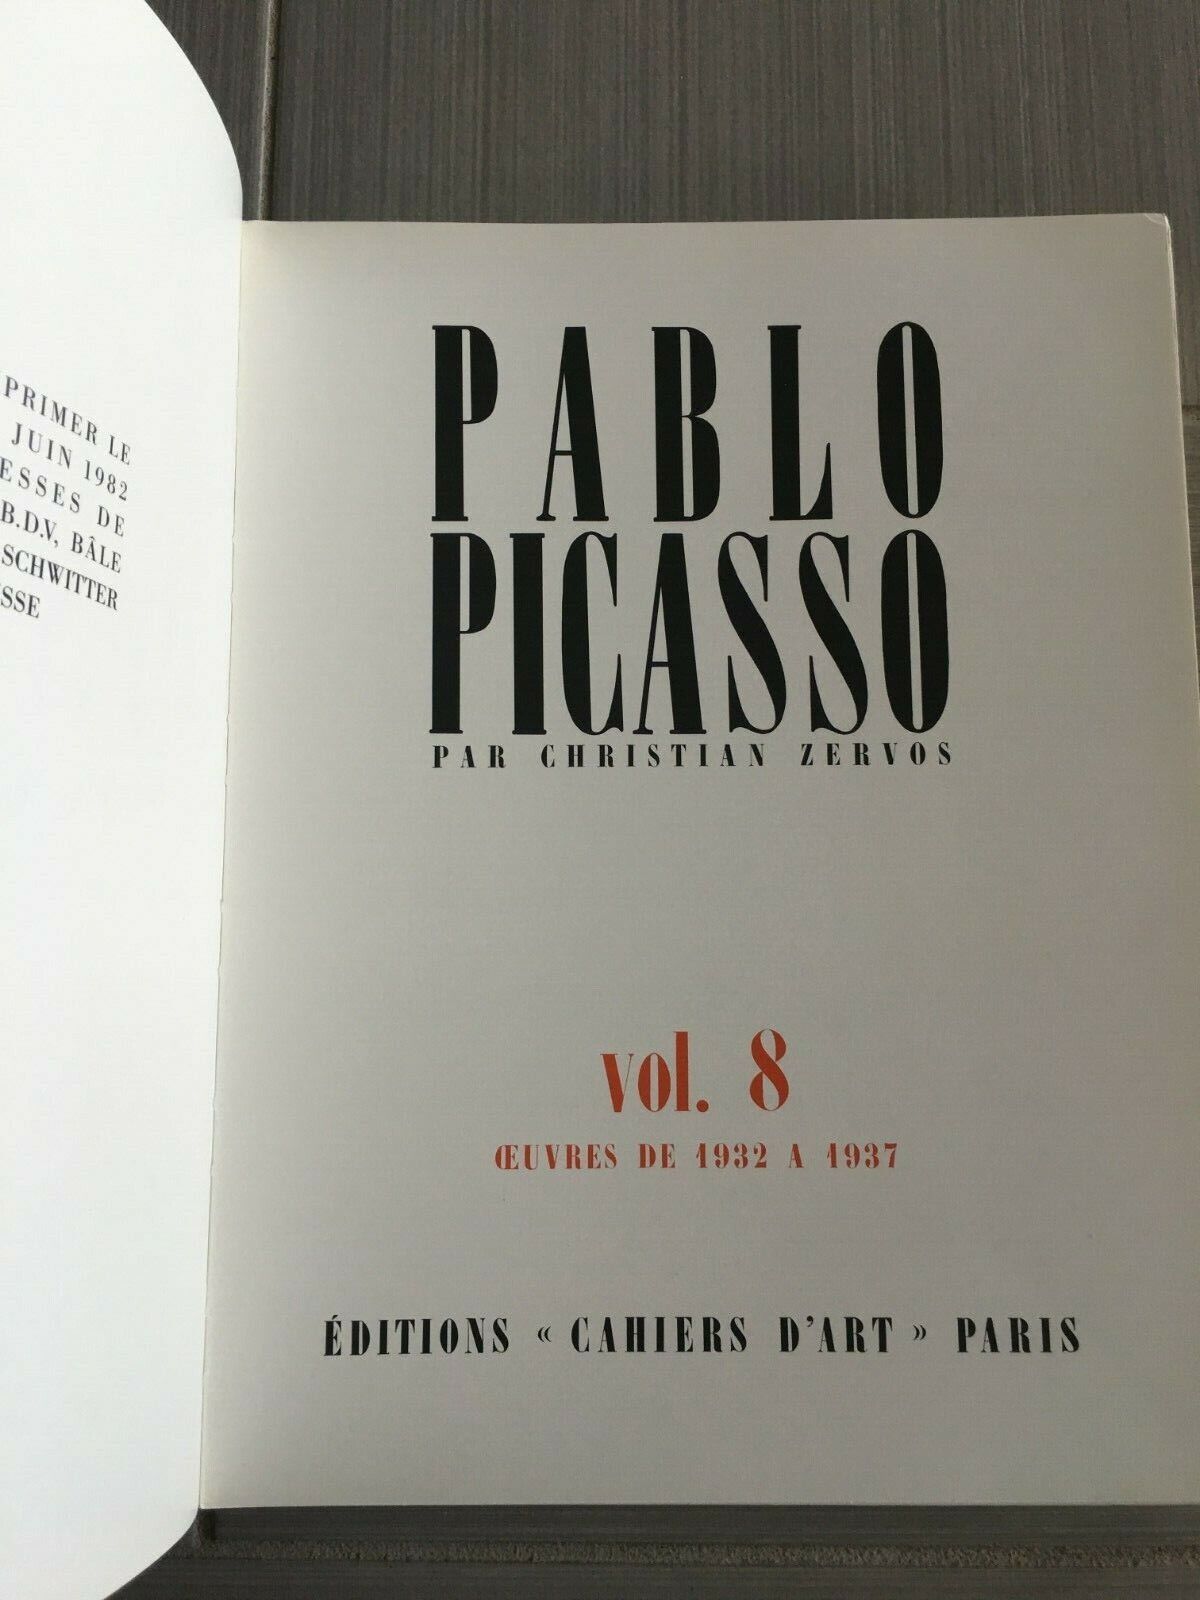 PRIMER LE
JUIN 1982
ESSES DE
B.D.V, BÂLE
SCHWITTER
SSE
PABLO
PICASSO
PAR CHRISTIAN ZERVOS
vol. 8
ŒUVRES DE 1932 A 1937
ÉDITIONS « CAHIERS D'ART » PARIS